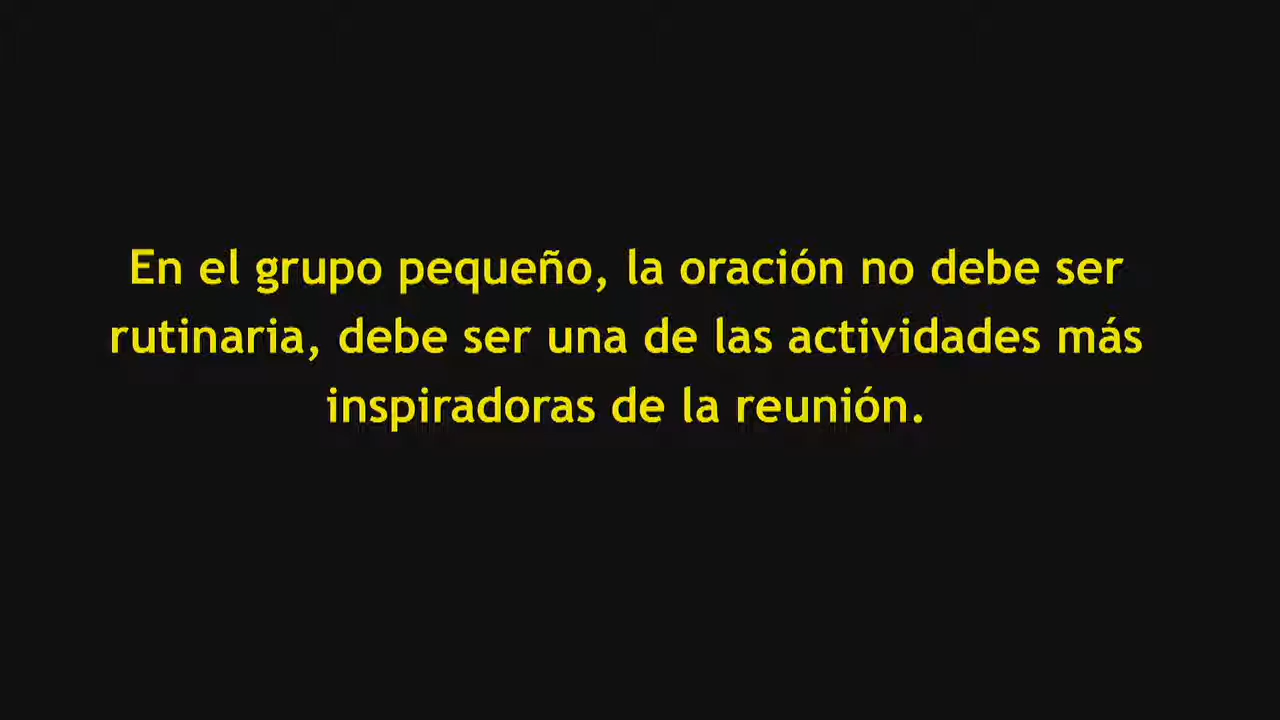 En el grupo pequeño, la oración no debe ser
rutinaria, debe ser una de las actividades más
inspiradoras de la reunión.